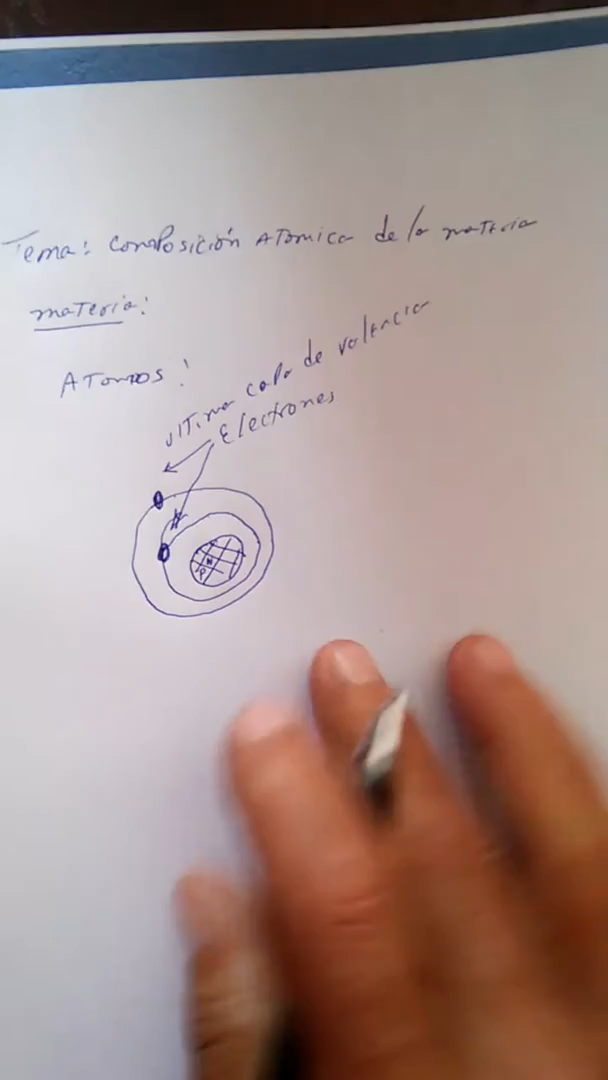 Tema: Composición Atomica de la materia
materia:
Atomos:
ultima capa de valencia
Electrones
N
P